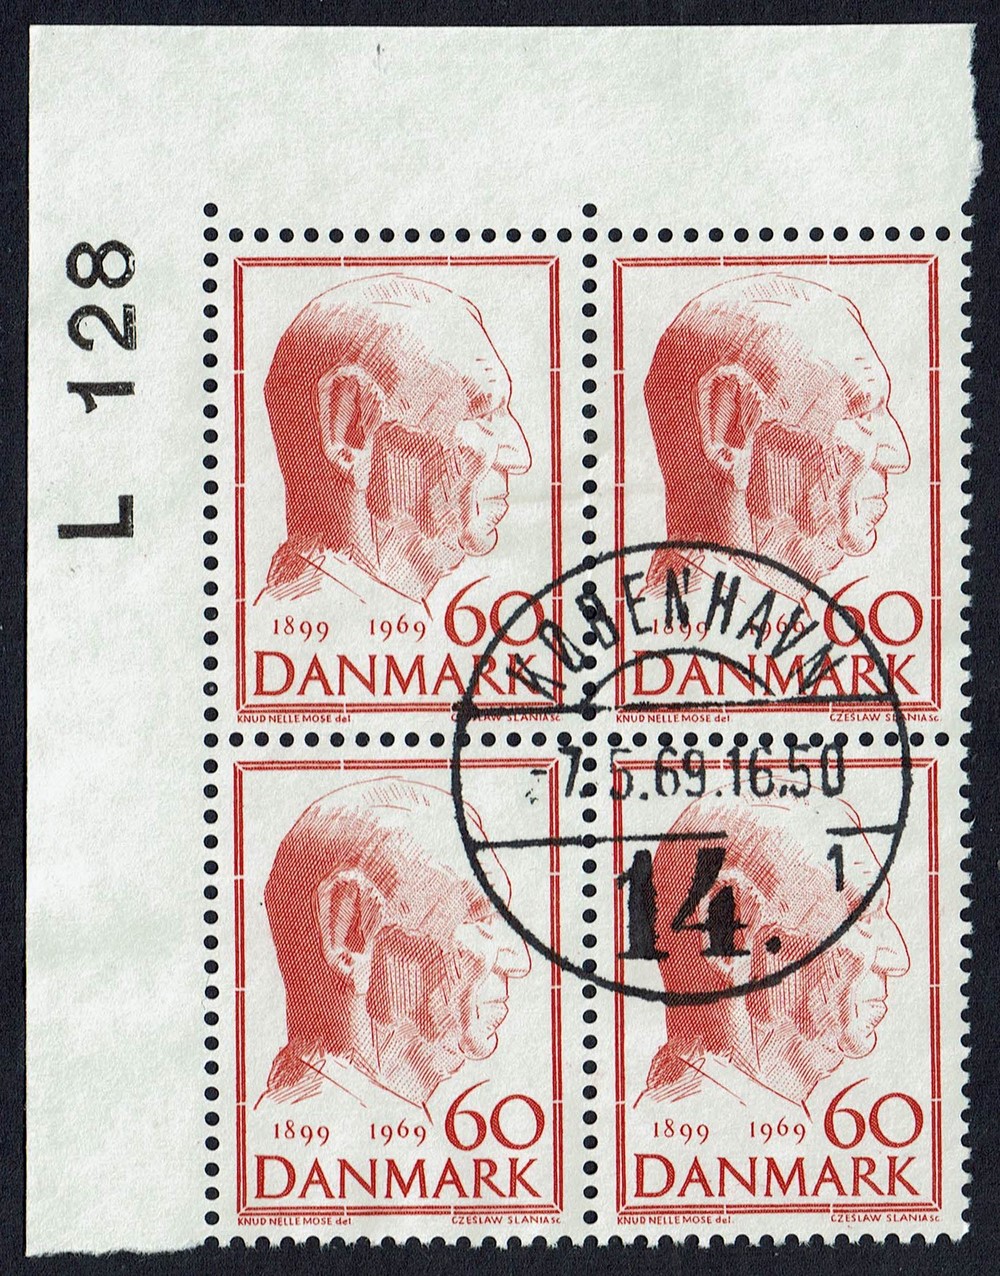 L 128
1899 1969 60
DANMARK
KNUD NELLEMOSE del. CZESLAW SLANIA sc.
1899 1969 60
DANMARK
KNUD NELLEMOSE del. CZESLAW SLANIA sc.
KØBENHAVN
-7.5.69.16.50
1
14.
1899 1969 60
DANMARK
KNUD NELLEMOSE del. CZESLAW SLANIA sc.
1899 1969 60
DANMARK
KNUD NELLEMOSE del. CZESLAW SLANIA sc.